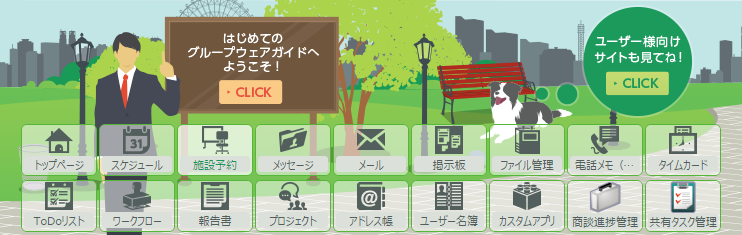 はじめての
グループウェアガイドへ
ようこそ！
CLICK
ユーザー様向け
サイトも見てね！
CLICK
トップページ スケジュール 施設予約 メッセージ メール 掲示板 ファイル管理 電話メモ（… タイムカード
31
ToDoリスト ワークフロー 報告書 プロジェクト アドレス帳 ユーザー名簿 カスタムアプリ 商談進捗管理 共有タスク管理